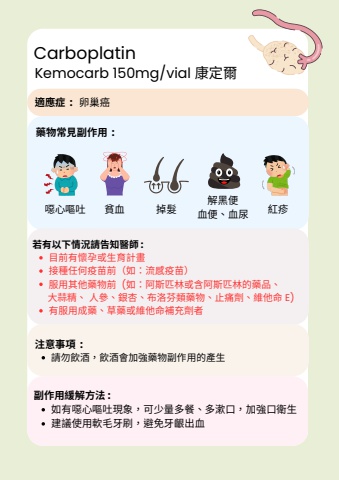 Carboplatin
Kemocarb 150mg/vial 康定爾
適應症： 卵巢癌
藥物常見副作用：
噁心嘔吐
貧血
掉髮
解黑便
血便、血尿
紅疹
若有以下情況請告知醫師：
• 目前有懷孕或生育計畫
• 接種任何疫苗前（如：流感疫苗）
• 服用其他藥物前（如：阿斯匹林或含阿斯匹林的藥品、
大蒜精、人參、銀杏、布洛芬類藥物、止痛劑、維他命 E)
• 有服用成藥、草藥或維他命補充劑者
注意事項：
• 請勿飲酒，飲酒會加強藥物副作用的產生
副作用緩解方法：
• 如有噁心嘔吐現象，可少量多餐、多漱口，加強口衛生
• 建議使用軟毛牙刷，避免牙齦出血